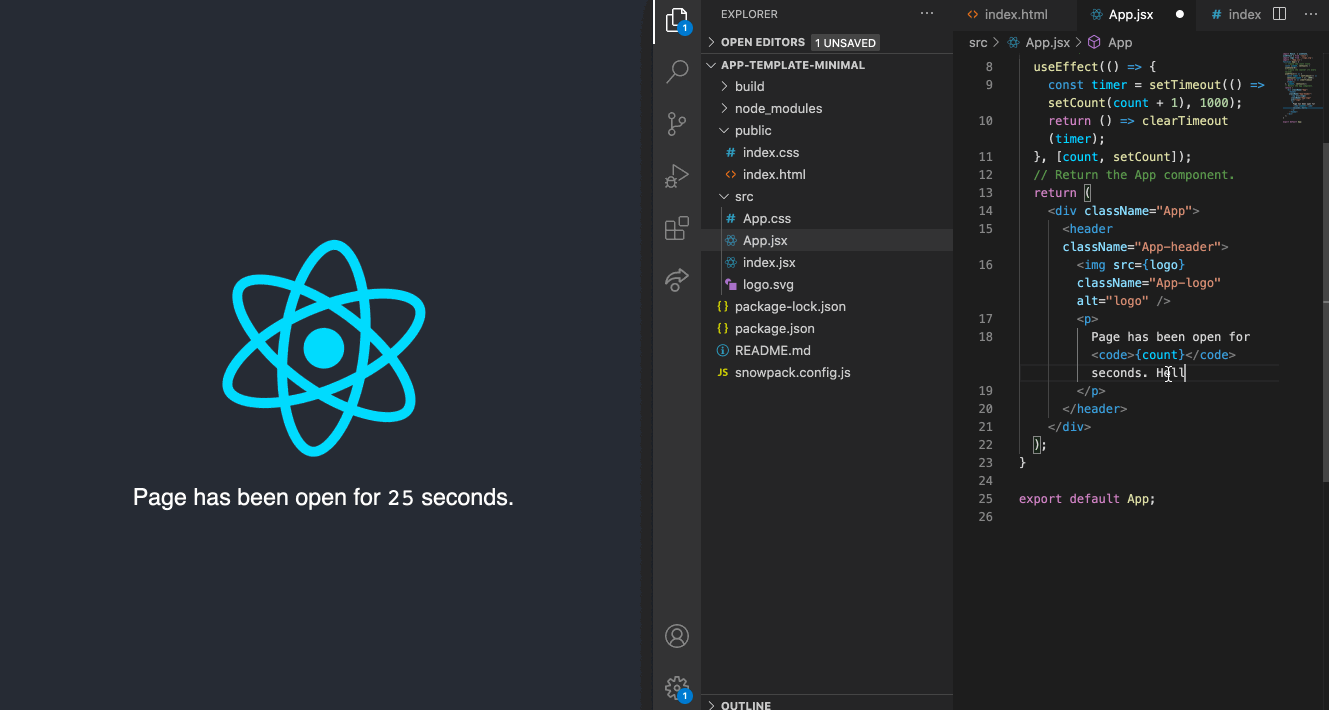 Page has been open for 25 seconds.
1
1
EXPLORER
OPEN EDITORS 1 UNSAVED
APP-TEMPLATE-MINIMAL
build
node_modules
public
# index.css
<> index.html
src
# App.css
App.jsx
index.jsx
logo.svg
{} package-lock.json
{} package.json
README.md
JS snowpack.config.js
OUTLINE
<> index.html App.jsx # index
src > App.jsx > App
8 useEffect(() => {
9 const timer = setTimeout(() =>
setCount(count + 1), 1000);
10 return () => clearTimeout
(timer);
11 }, [count, setCount]);
12 // Return the App component.
13 return (
14 <div className="App">
15 <header
className="App-header">
16 <img src={logo}
className="App-logo"
alt="logo" />
17 <p>
18 Page has been open for
<code>{count}</code>
seconds. Hell
19 </p>
20 </header>
21 </div>
22 );
23 }
24
25 export default App;
26